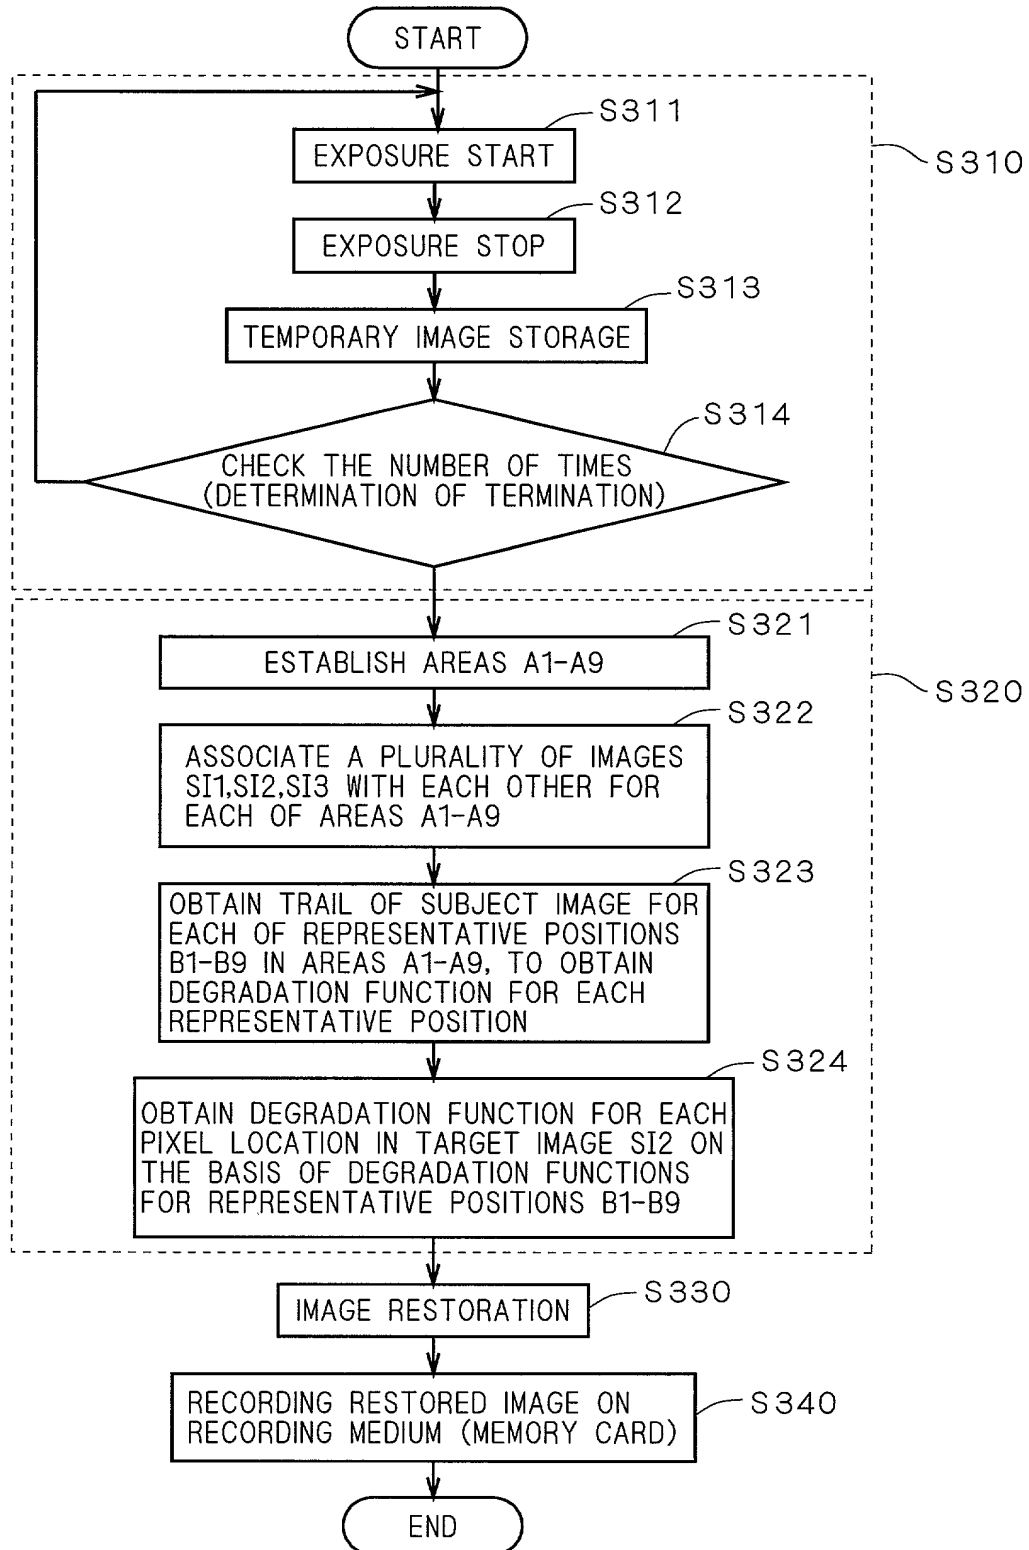 START
S311
EXPOSURE START
S310
S312
EXPOSURE STOP
S313
TEMPORARY IMAGE STORAGE
S314
CHECK THE NUMBER OF TIMES
(DETERMINATION OF TERMINATION)
S321
ESTABLISH AREAS A1-A9
S320
S322
ASSOCIATE A PLURALITY OF IMAGES
SI1,SI2,SI3 WITH EACH OTHER FOR
EACH OF AREAS A1-A9
S323
OBTAIN TRAIL OF SUBJECT IMAGE FOR
EACH OF REPRESENTATIVE POSITIONS
B1-B9 IN AREAS A1-A9, TO OBTAIN
DEGRADATION FUNCTION FOR EACH
REPRESENTATIVE POSITION
S324
OBTAIN DEGRADATION FUNCTION FOR EACH
PIXEL LOCATION IN TARGET IMAGE SI2 ON
THE BASIS OF DEGRADATION FUNCTIONS
FOR REPRESENTATIVE POSITIONS B1-B9
S330
IMAGE RESTORATION
S340
RECORDING RESTORED IMAGE ON
RECORDING MEDIUM (MEMORY CARD)
END